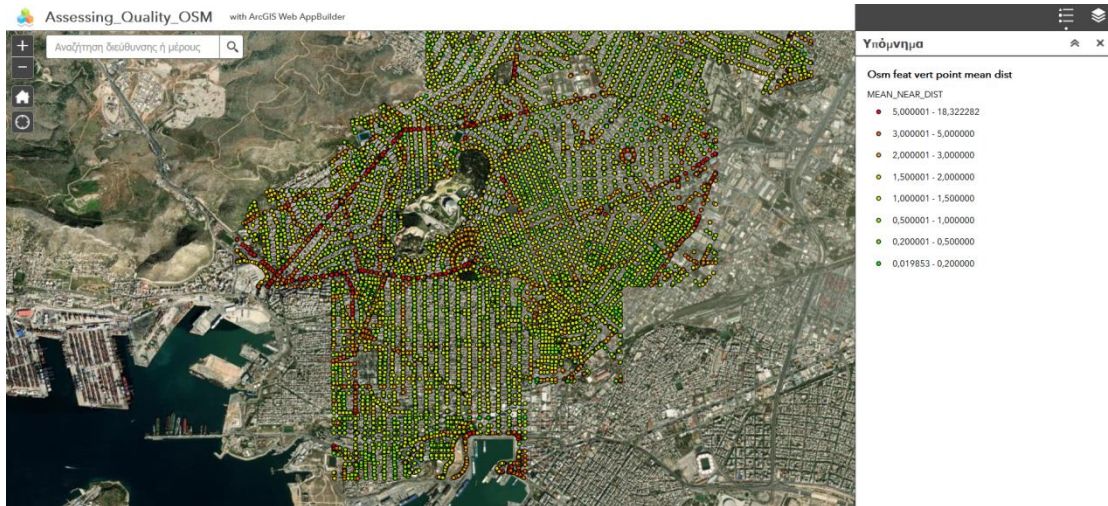 Assessing_Quality_OSM with ArcGIS Web AppBuilder
+
Αναζήτηση διεύθυνσης ή μέρους
−
Υπόμνημα
Osm feat vert point mean dist
MEAN_NEAR_DIST
5,000001 - 18,322282
3,000001 - 5,000000
2,000001 - 3,000000
1,500001 - 2,000000
1,000001 - 1,500000
0,500001 - 1,000000
0,200001 - 0,500000
0,019853 - 0,200000